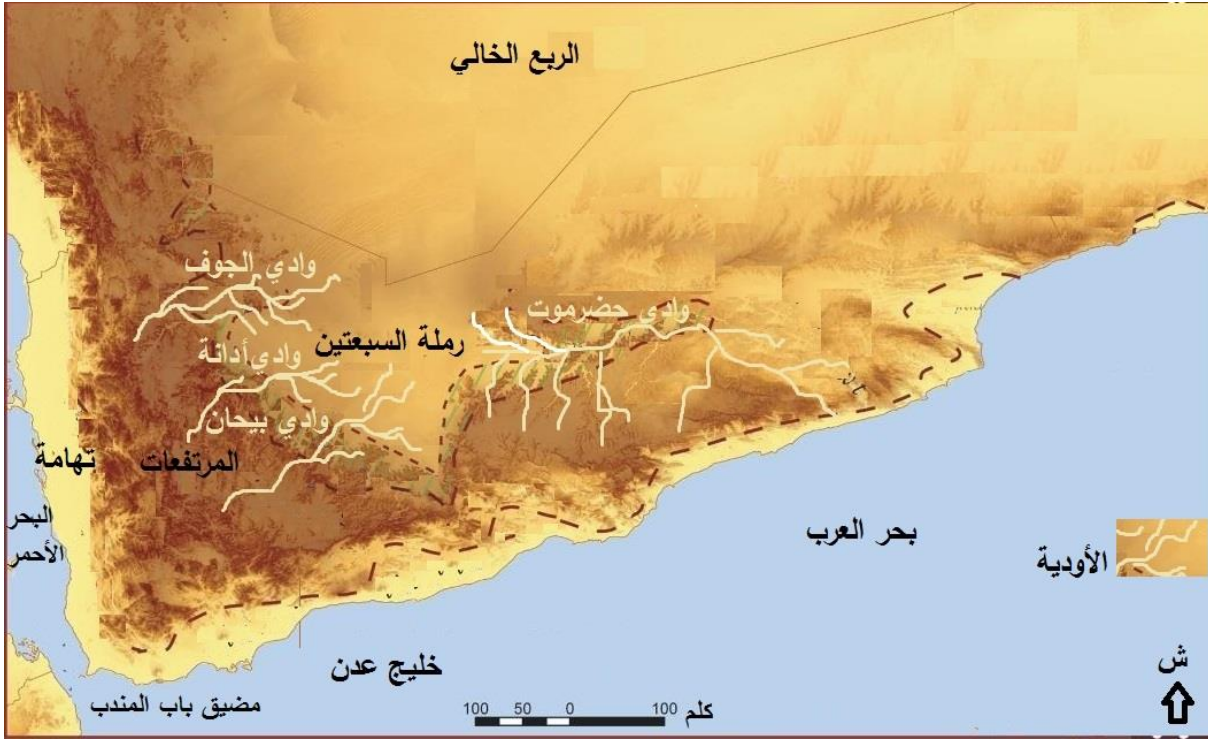 الربع الخالي
وادي الجوف
وادي حضرموت
رملة السبعتين
وادي أدانة
وادي بيحان
المرتفعات
تهامة
البحر
الأحمر
بحر العرب
الأودية
خليج عدن
ش
مضيق باب المندب
100 50 0 100 كلم